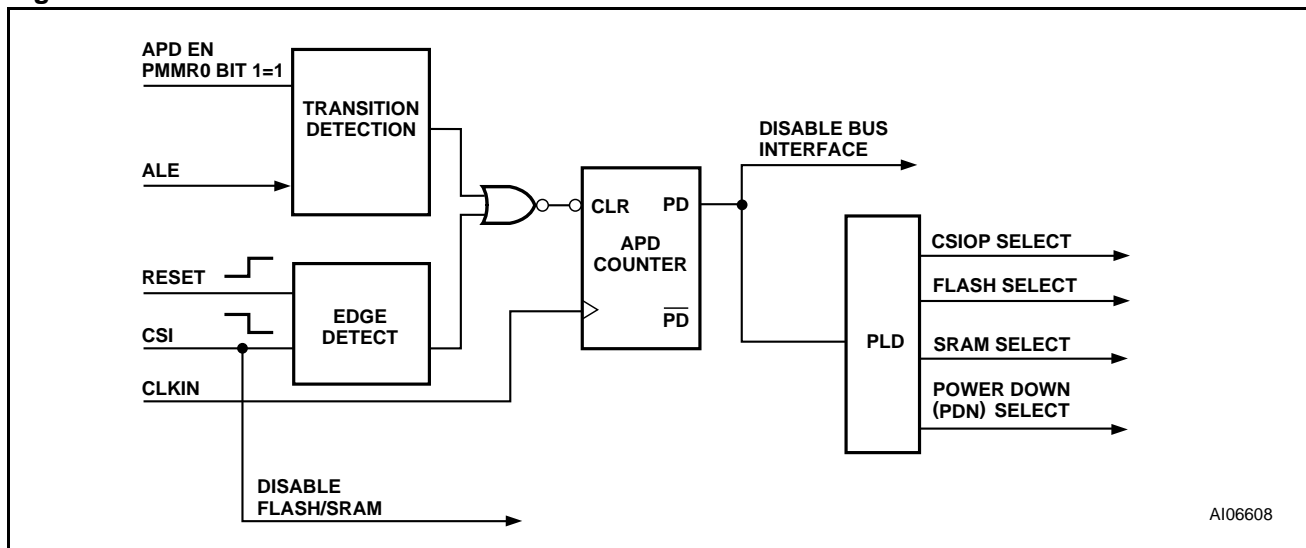 APD EN
PMMR0 BIT 1=1
TRANSITION
DETECTION
ALE
RESET
CSI
CLKIN
EDGE
DETECT
DISABLE
FLASH/SRAM
CLR
PD
APD
COUNTER
PD
DISABLE BUS
INTERFACE
PLD
CSIOP SELECT
FLASH SELECT
SRAM SELECT
POWER DOWN
(PDN) SELECT
AI06608